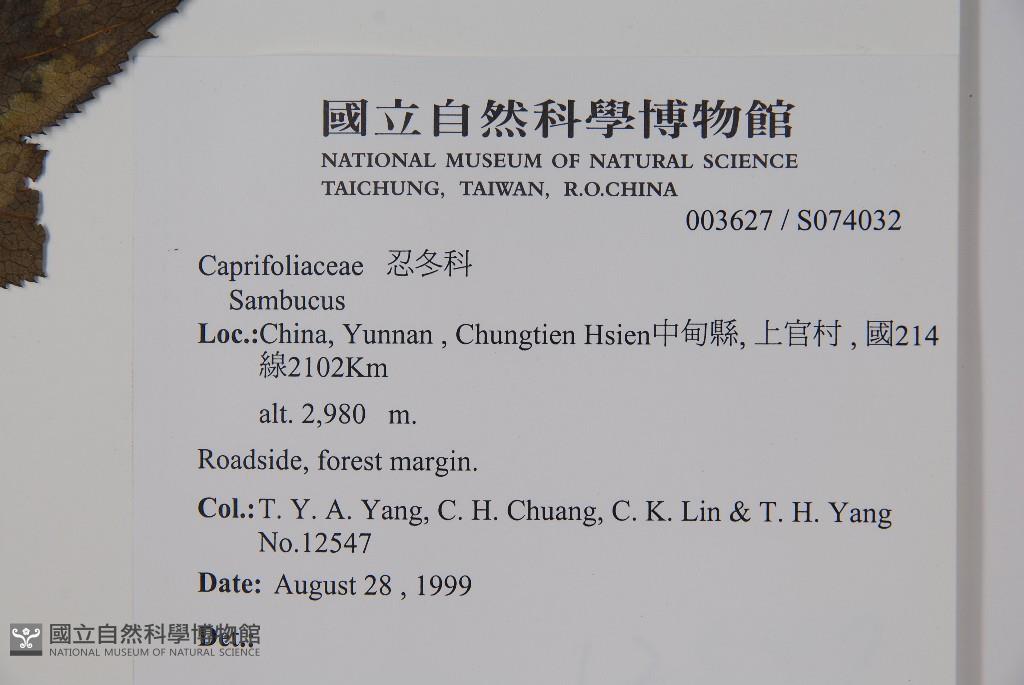 國立自然科學博物館
NATIONAL MUSEUM OF NATURAL SCIENCE
TAICHUNG, TAIWAN, R.O.CHINA
003627 / S074032
Caprifoliaceae 忍冬科
Sambucus
Loc.:China, Yunnan , Chungtien Hsien中甸縣, 上官村 , 國214
線2102Km
alt. 2,980 m.
Roadside, forest margin.
Col.: T. Y. A. Yang, C. H. Chuang, C. K. Lin & T. H. Yang
No.12547
Date: August 28 , 1999
Det.:
國立自然科學博物館
NATIONAL MUSEUM OF NATURAL SCIENCE